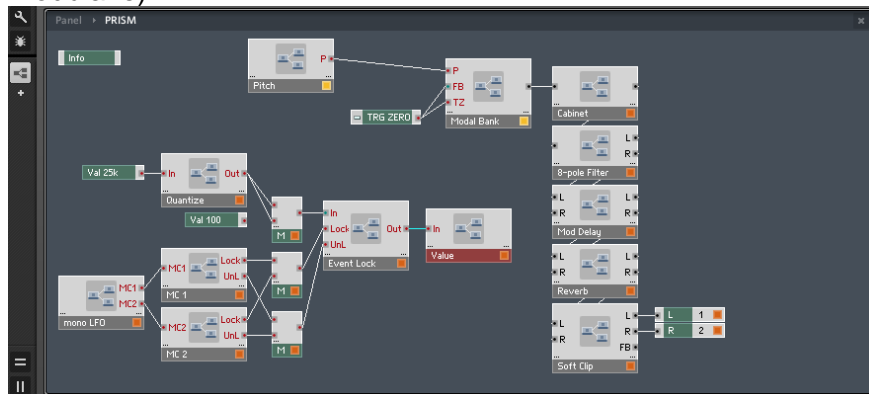 Panel PRISM
Info
P
Pitch
P
FB
TZ
Modal Bank
TRG ZERO
Cabinet
L
R
8-pole Filter
L L
R R
Mod Delay
L L
R R
Reverb
L L
R R
FB
Soft Clip
L 1
R 2
Val 25k
In Out
Quantize
Val 100
M
In Out
Lock
UnL
Event Lock
In
Value
MC1
MC2
mono LFO
MC1 Lock
UnL
MC 1
M
MC2 Lock
UnL
MC 2
M